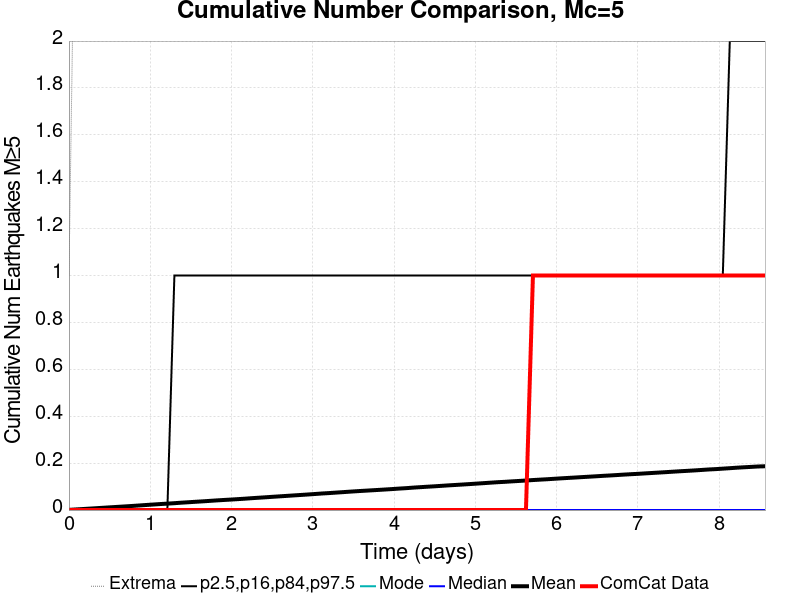 Cumulative Number Comparison, Mc=5
Cumulative Num Earthquakes M≥5
2
1.8
1.6
1.4
1.2
1
0.8
0.6
0.4
0.2
0
0 1 2 3 4 5 6 7 8
Time (days)
Extrema p2.5,p16,p84,p97.5 Mode Median Mean ComCat Data